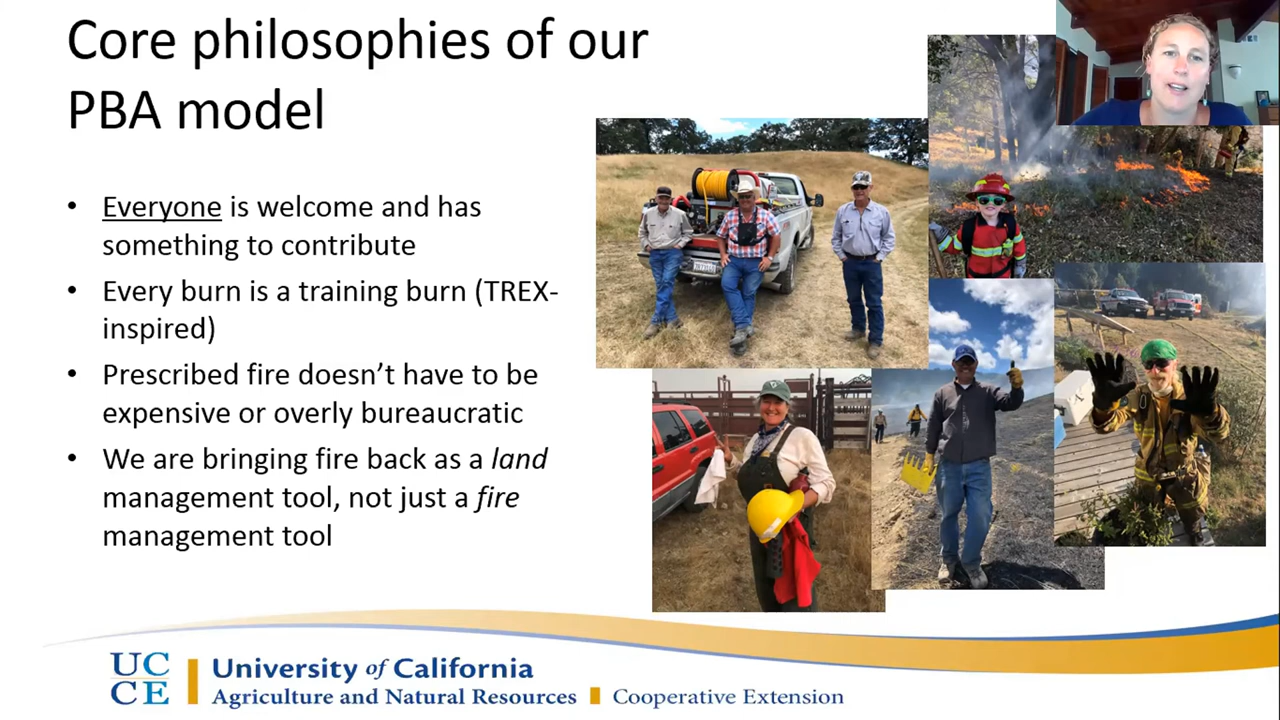 Core philosophies of our
PBA model
• Everyone is welcome and has
something to contribute
• Every burn is a training burn (TREX-
inspired)
• Prescribed fire doesn’t have to be
expensive or overly bureaucratic
• We are bringing fire back as a land
management tool, not just a fire
management tool
UC
CE
University of California
Agriculture and Natural Resources
Cooperative Extension